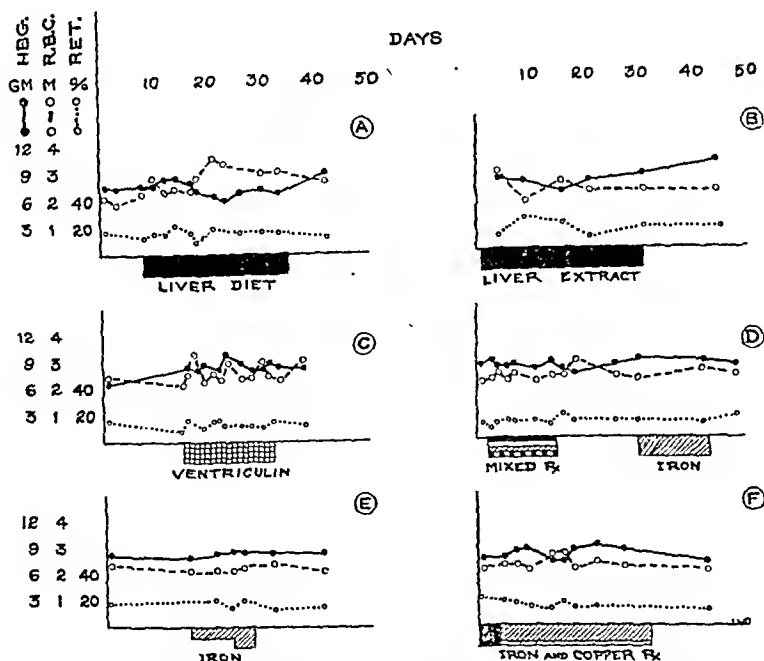 DAYS
HBG. R.B.C. RET.
GM M %
10 20 30 40 50
10 20 30 40 50
A
B
12 4
9 3
6 2 40
3 1 20
LIVER DIET
LIVER EXTRACT
C
D
12 4
9 3
6 2 40
3 1 20
VENTRICULIN
MIXED Rx
IRON
E
F
12 4
9 3
6 2 40
3 1 20
IRON
IRON AND COPPER Rx